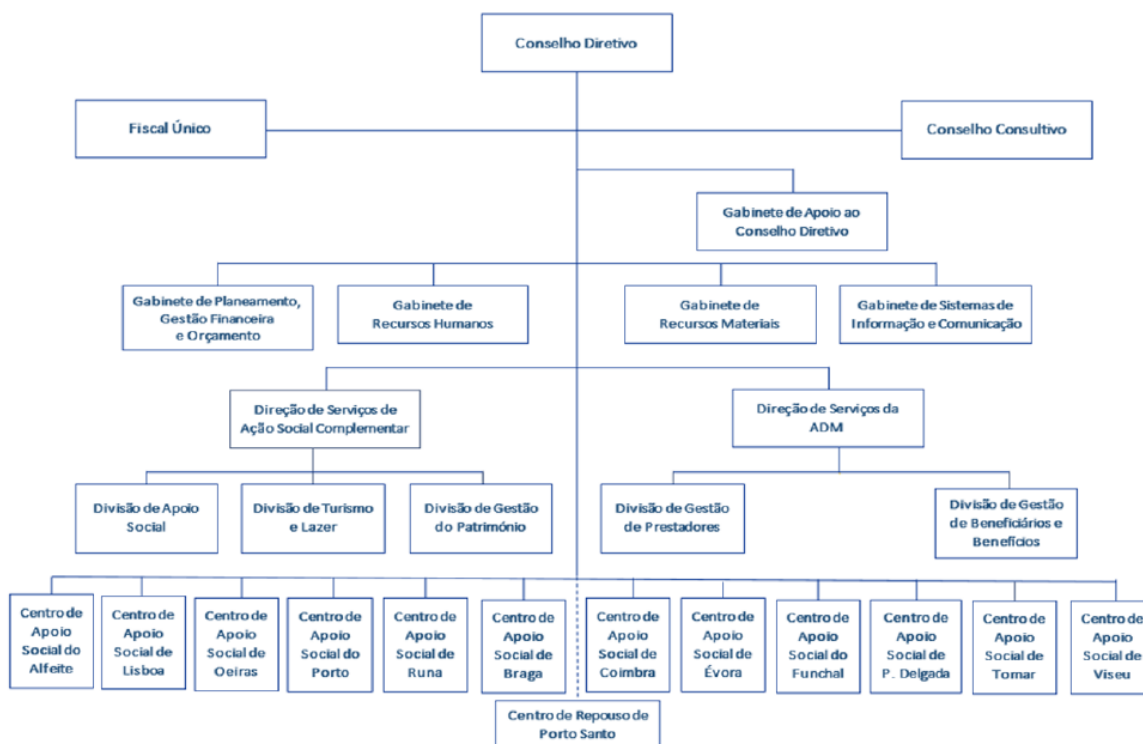 Conselho Diretivo
Fiscal Único
Conselho Consultivo
Gabinete de Apoio ao
Conselho Diretivo
Gabinete de Planeamento,
Gestão Financeira
e Orçamento
Gabinete de
Recursos Humanos
Gabinete de
Recursos Materiais
Gabinete de Sistemas de
Informação e Comunicação
Direção de Serviços de
Ação Social Complementar
Direção de Serviços da
ADM
Divisão de Apoio
Social
Divisão de Turismo
e Lazer
Divisão de Gestão
do Património
Divisão de Gestão
de Prestadores
Divisão de Gestão
de Beneficiários e
Benefícios
Centro de
Apoio
Social do
Alfeite
Centro de
Apoio
Social de
Lisboa
Centro de
Apoio
Social de
Oeiras
Centro de
Apoio
Social do
Porto
Centro de
Apoio
Social de
Runa
Centro de
Apoio
Social de
Braga
Centro de
Apoio
Social de
Coimbra
Centro de
Apoio
Social de
Évora
Centro de
Apoio
Social do
Funchal
Centro de
Apoio
Social de
P. Delgada
Centro de
Apoio
Social de
Tomar
Centro de
Apoio
Social de
Viseu
Centro de Repouso de
Porto Santo